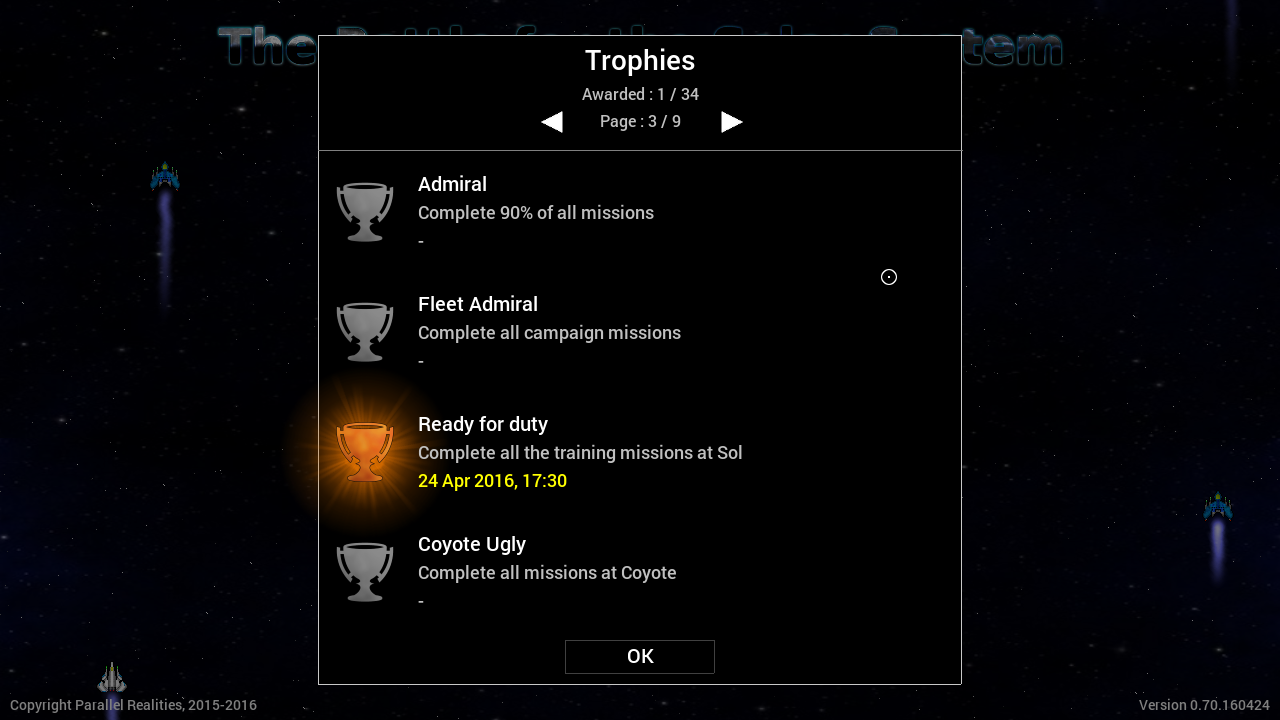 The tem
Trophies
Awarded : 1 / 34
Page : 3 / 9
Admiral
Complete 90% of all missions
-
Fleet Admiral
Complete all campaign missions
-
Ready for duty
Complete all the training missions at Sol
24 Apr 2016, 17:30
Coyote Ugly
Complete all missions at Coyote
-
OK
Copyright Parallel Realities, 2015-2016
Version 0.70.160424